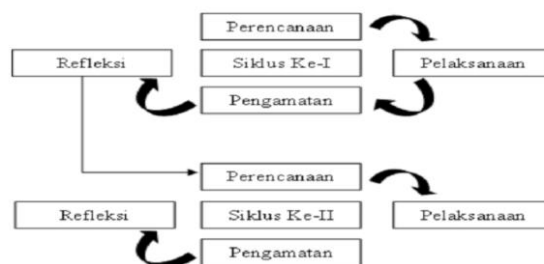 Perencanaan
Refleksi
Siklus Ke-I
Pelaksanaan
Pengamatan
Perencanaan
Refleksi
Siklus Ke-II
Pelaksanaan
Pengamatan